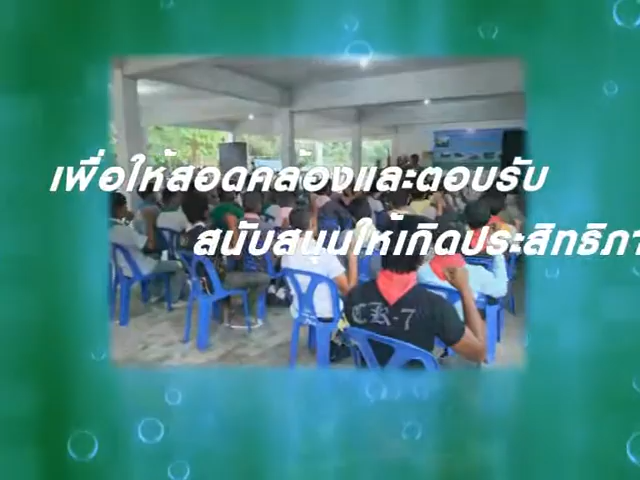 เพื่อให้สอดคล้องและตอบรับ
สนับสนุนให้เกิดประสิทธิภา
CK-7